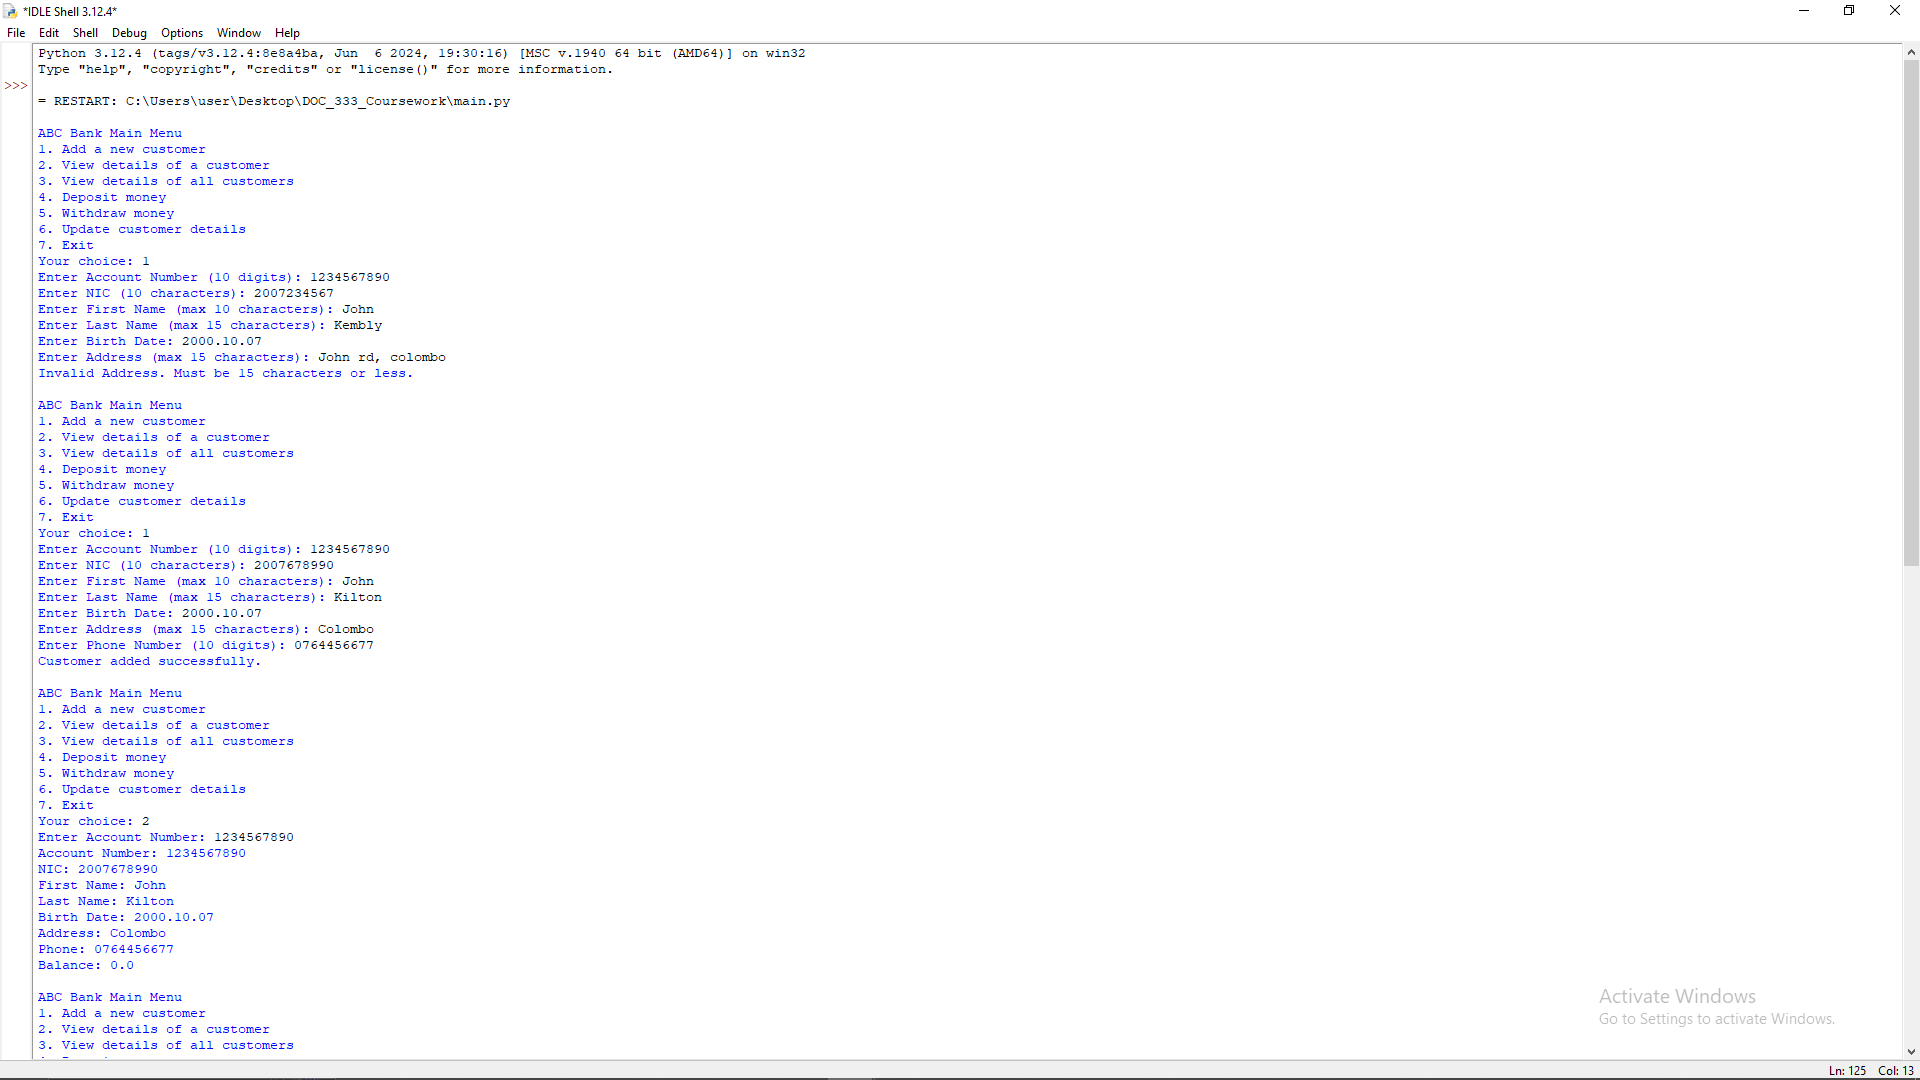 *IDLE Shell 3.12.4*
File Edit Shell Debug Options Window Help
Python 3.12.4 (tags/v3.12.4:8e8a4ba, Jun  6 2024, 19:30:16) [MSC v.1940 64 bit (AMD64)] on win32
Type "help", "copyright", "credits" or "license()" for more information.
>>>
= RESTART: C:\Users\user\Desktop\DOC_333_Coursework\main.py
ABC Bank Main Menu
1. Add a new customer
2. View details of a customer
3. View details of all customers
4. Deposit money
5. Withdraw money
6. Update customer details
7. Exit
Your choice: 1
Enter Account Number (10 digits): 1234567890
Enter NIC (10 characters): 2007234567
Enter First Name (max 10 characters): John
Enter Last Name (max 15 characters): Kembly
Enter Birth Date: 2000.10.07
Enter Address (max 15 characters): John rd, colombo
Invalid Address. Must be 15 characters or less.
ABC Bank Main Menu
1. Add a new customer
2. View details of a customer
3. View details of all customers
4. Deposit money
5. Withdraw money
6. Update customer details
7. Exit
Your choice: 1
Enter Account Number (10 digits): 1234567890
Enter NIC (10 characters): 2007678990
Enter First Name (max 10 characters): John
Enter Last Name (max 15 characters): Kilton
Enter Birth Date: 2000.10.07
Enter Address (max 15 characters): Colombo
Enter Phone Number (10 digits): 0764456677
Customer added successfully.
ABC Bank Main Menu
1. Add a new customer
2. View details of a customer
3. View details of all customers
4. Deposit money
5. Withdraw money
6. Update customer details
7. Exit
Your choice: 2
Enter Account Number: 1234567890
Account Number: 1234567890
NIC: 2007678990
First Name: John
Last Name: Kilton
Birth Date: 2000.10.07
Address: Colombo
Phone: 0764456677
Balance: 0.0
ABC Bank Main Menu
1. Add a new customer
2. View details of a customer
3. View details of all customers
Activate Windows
Go to Settings to activate Windows.
Ln: 125 Col: 13